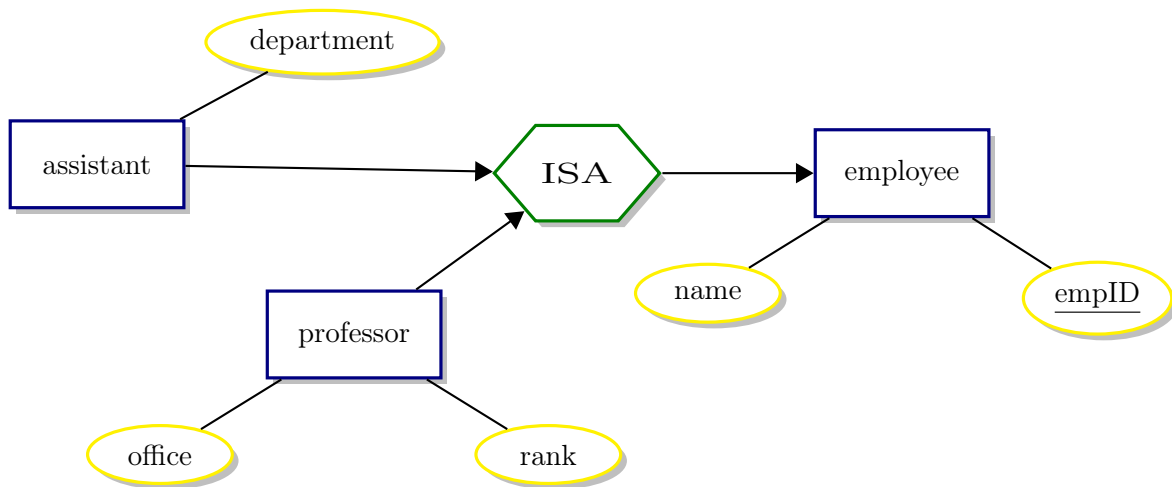 department
assistant
ISA
employee
name
empID
professor
office
rank